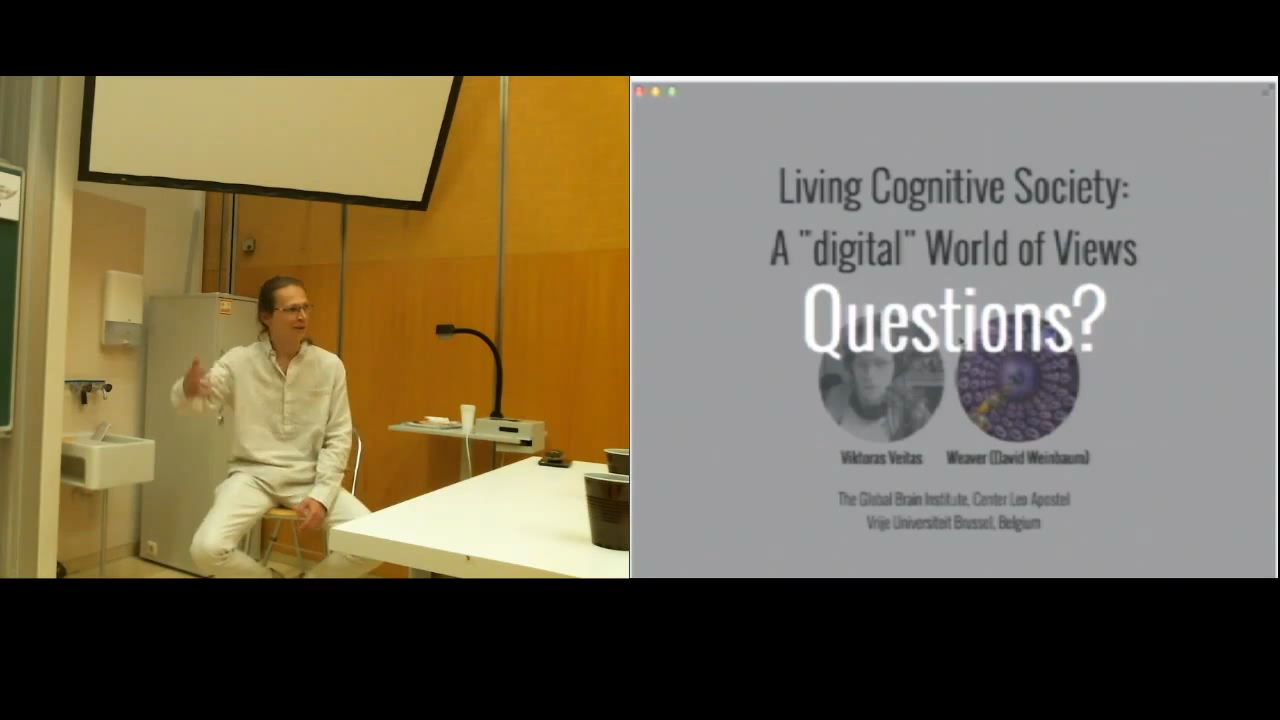 Living Cognitive Society:
A "digital" World of Views
Questions?
Viktoras Veitas
Weaver (David Weinbaum)
The Global Brain Institute, Center Leo Apostel
Vrije Universiteit Brussel, Belgium